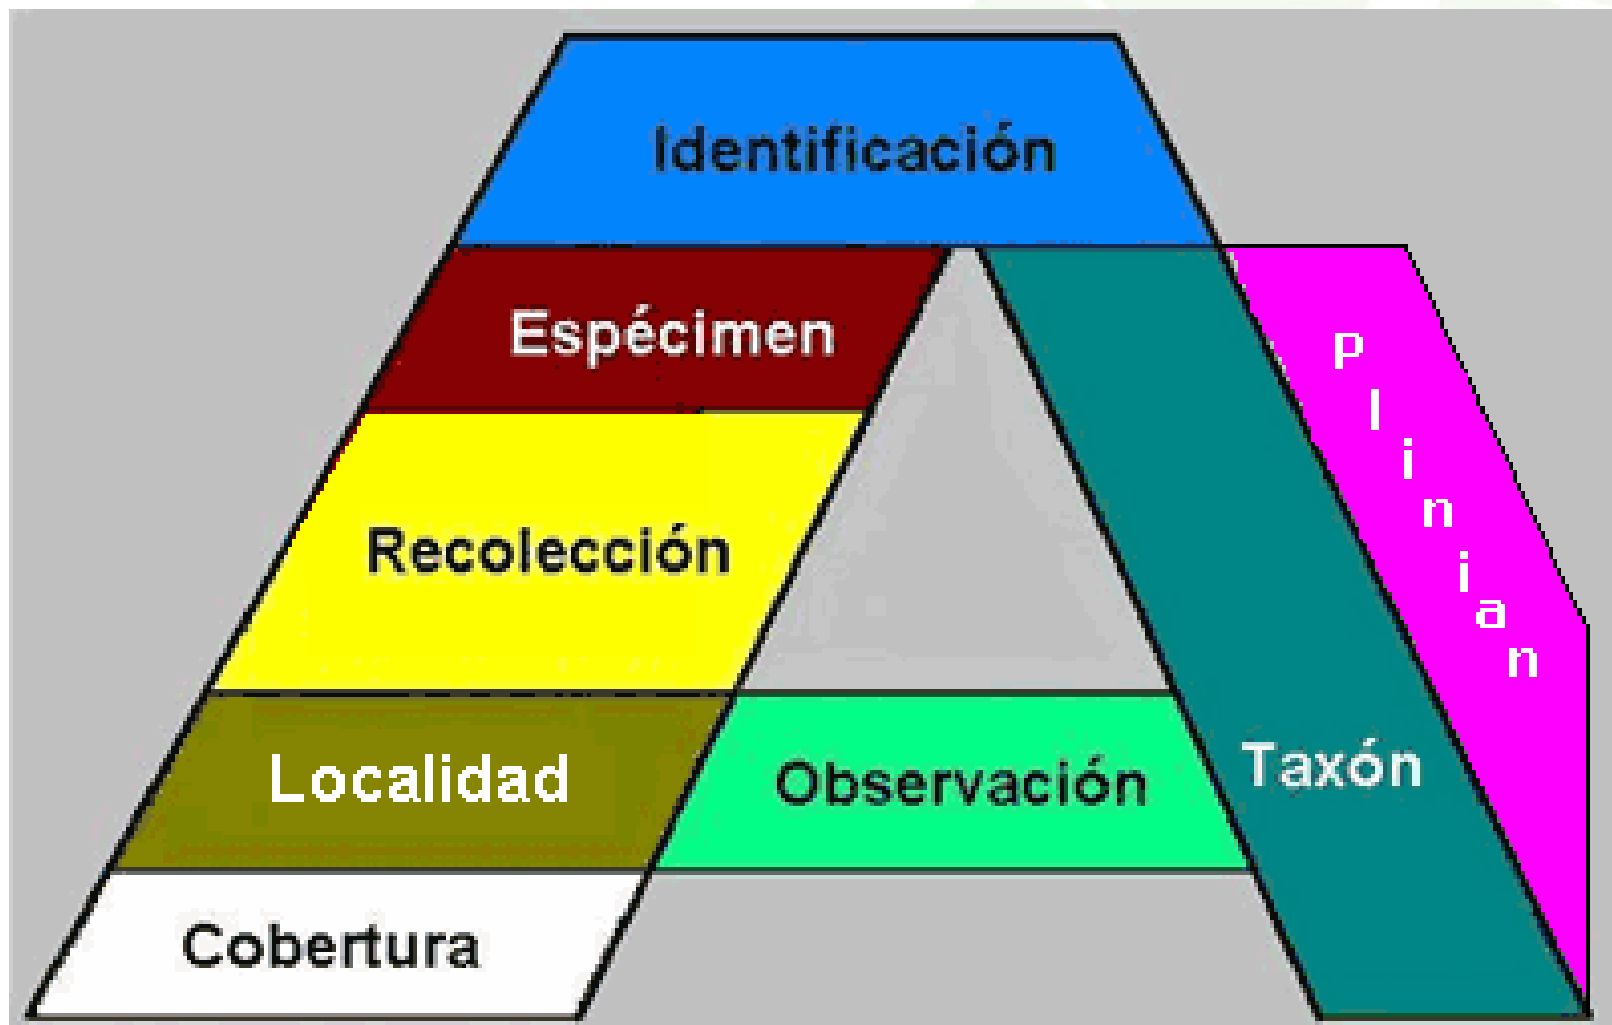 Identificación
Espécimen
Plinian
Recolección
Localidad
Observación
Taxón
Cobertura